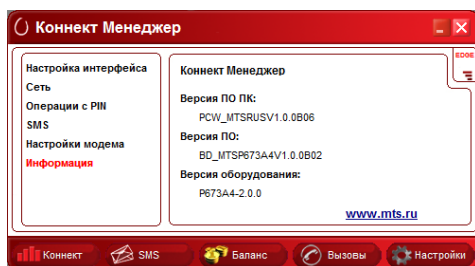 Коннект Менеджер
EDGE
Настройка интерфейса
Сеть
Операции с PIN
SMS
Настройки модема
Информация
Коннект Менеджер
Версия ПО ПК:
PCW_MTSRUSV1.0.0B06
Версия ПО:
BD_MTSP673A4V1.0.0B02
Версия оборудования:
P673A4-2.0.0
www.mts.ru
Коннект
SMS
Баланс
Вызовы
Настройки